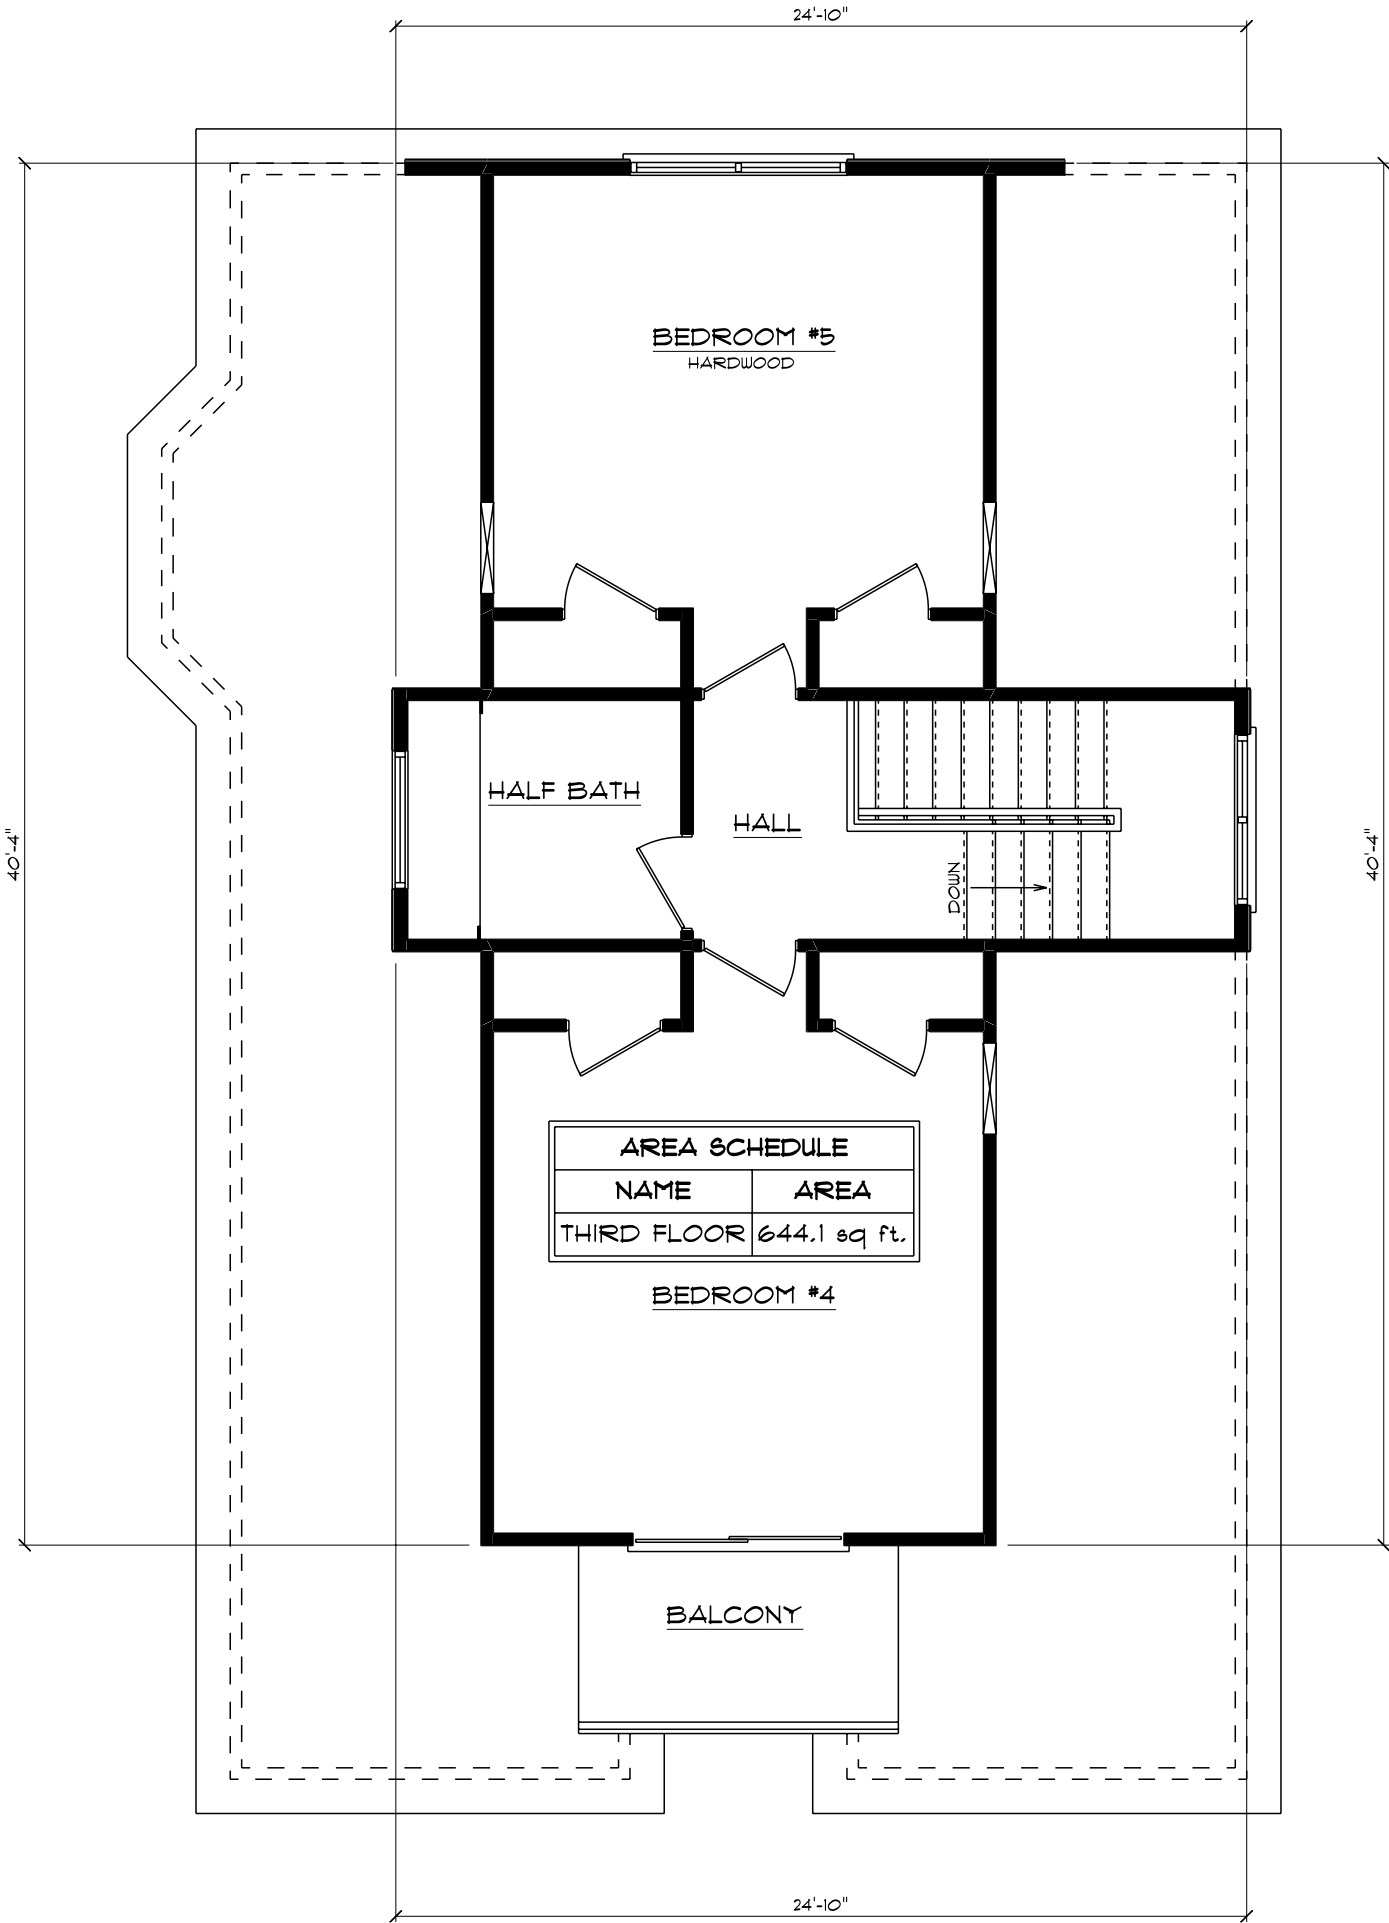 24'-10"
BEDROOM #5
HARDWOOD
HALF BATH
HALL
40'-4"
40'-4"
DOWN
AREA SCHEDULE
NAME AREA
THIRD FLOOR 644.1 sq ft.
BEDROOM #4
BALCONY
24'-10"